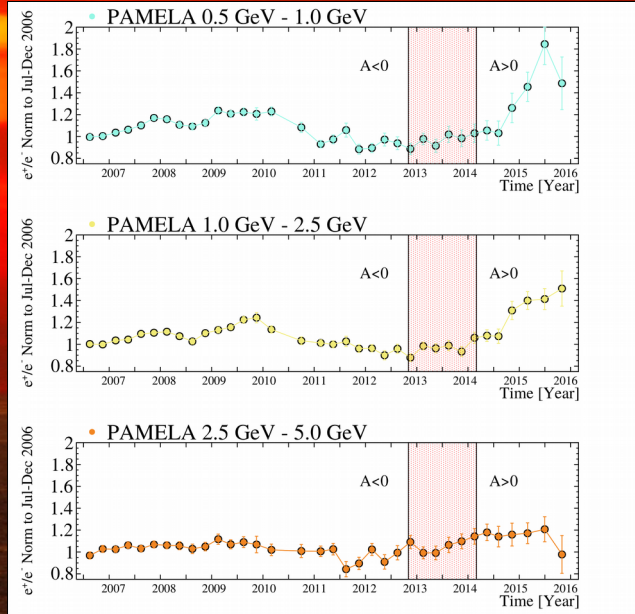 PAMELA 0.5 GeV - 1.0 GeV
e⁺/e⁻ Norm to Jul-Dec 2006
2
1.8
1.6
1.4
1.2
1
0.8
A<0
A>0
2007 2008 2009 2010 2011 2012 2013 2014 2015 2016
Time [Year]
PAMELA 1.0 GeV - 2.5 GeV
e⁺/e⁻ Norm to Jul-Dec 2006
2
1.8
1.6
1.4
1.2
1
0.8
A<0
A>0
2007 2008 2009 2010 2011 2012 2013 2014 2015 2016
Time [Year]
PAMELA 2.5 GeV - 5.0 GeV
e⁺/e⁻ Norm to Jul-Dec 2006
2
1.8
1.6
1.4
1.2
1
0.8
A<0
A>0
2007 2008 2009 2010 2011 2012 2013 2014 2015 2016
Time [Year]